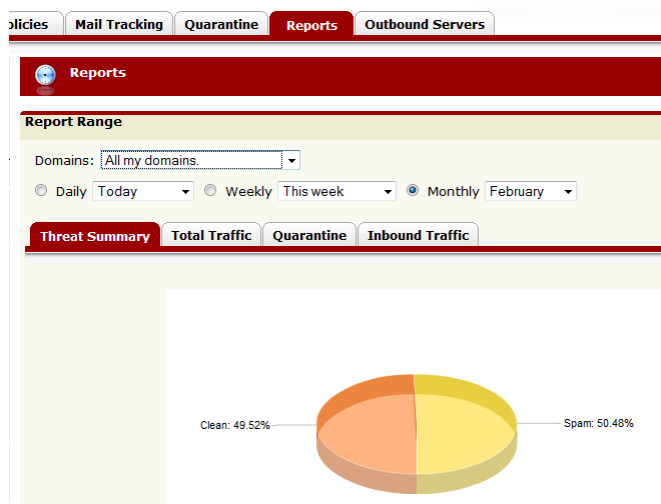 olicies Mail Tracking Quarantine Reports Outbound Servers
Reports
Report Range
Domains: All my domains.
Daily Today Weekly This week Monthly February
Threat Summary Total Traffic Quarantine Inbound Traffic
Clean: 49.52% Spam: 50.48%